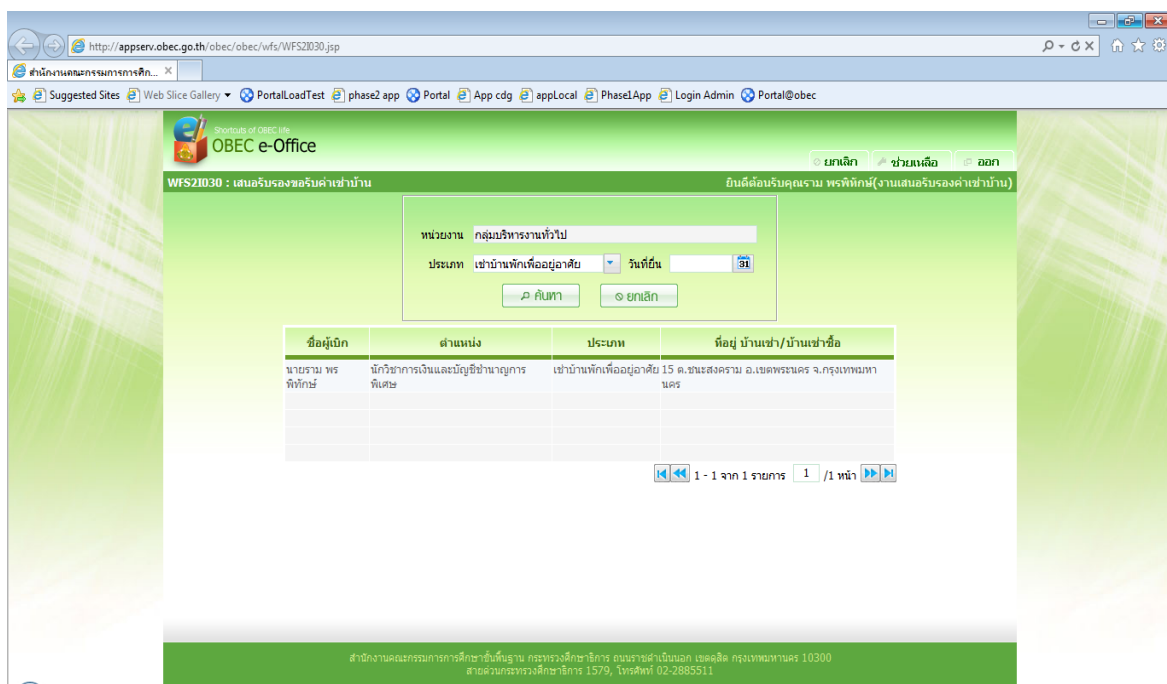 http://appserv.obec.go.th/obec/obec/wfs/WFS2I030.jsp
สำนักงานคณะกรรมการการศึก...
Suggested Sites Web Slice Gallery PortalLoadTest phase2 app Portal App cdg appLocal Phase1App Login Admin Portal@obec
Shortcuts of OBEC life
OBEC e-Office
ยกเลิก ช่วยเหลือ ออก
WFS2I030 : เสนอรับรองขอรับค่าเช่าบ้าน ยินดีต้อนรับคุณราม พรพิทักษ์(งานเสนอรับรองค่าเช่าบ้าน)
หน่วยงาน กลุ่มบริหารงานทั่วไป
ประเภท เช่าบ้านพักเพื่ออยู่อาศัย วันที่ยื่น 31
ค้นหา ยกเลิก
ชื่อผู้เบิก ตำแหน่ง ประเภท ที่อยู่ บ้านเช่า/บ้านเช่าซื้อ
นายราม พร นักวิชาการเงินและบัญชีชำนาญการ เช่าบ้านพักเพื่ออยู่อาศัย 15 ต.ชนะสงคราม อ.เขตพระนคร จ.กรุงเทพมหา
พิทักษ์ พิเศษ นคร
1 - 1 จาก 1 รายการ 1 /1 หน้า
สำนักงานคณะกรรมการการศึกษาขั้นพื้นฐาน กระทรวงศึกษาธิการ ถนนราชดำเนินนอก เขตดุสิต กรุงเทพมหานคร 10300
สายด่วนกระทรวงศึกษาธิการ 1579, โทรศัพท์ 02-2885511